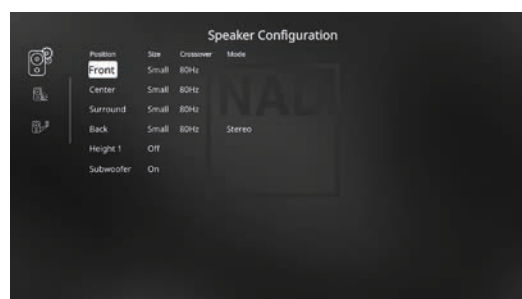 Speaker Configuration
Position Size Crossover Mode
Front Small 80Hz
Center Small 80Hz
Surround Small 80Hz
Back Small 80Hz Stereo
Height 1 Off
Subwoofer On
NAD